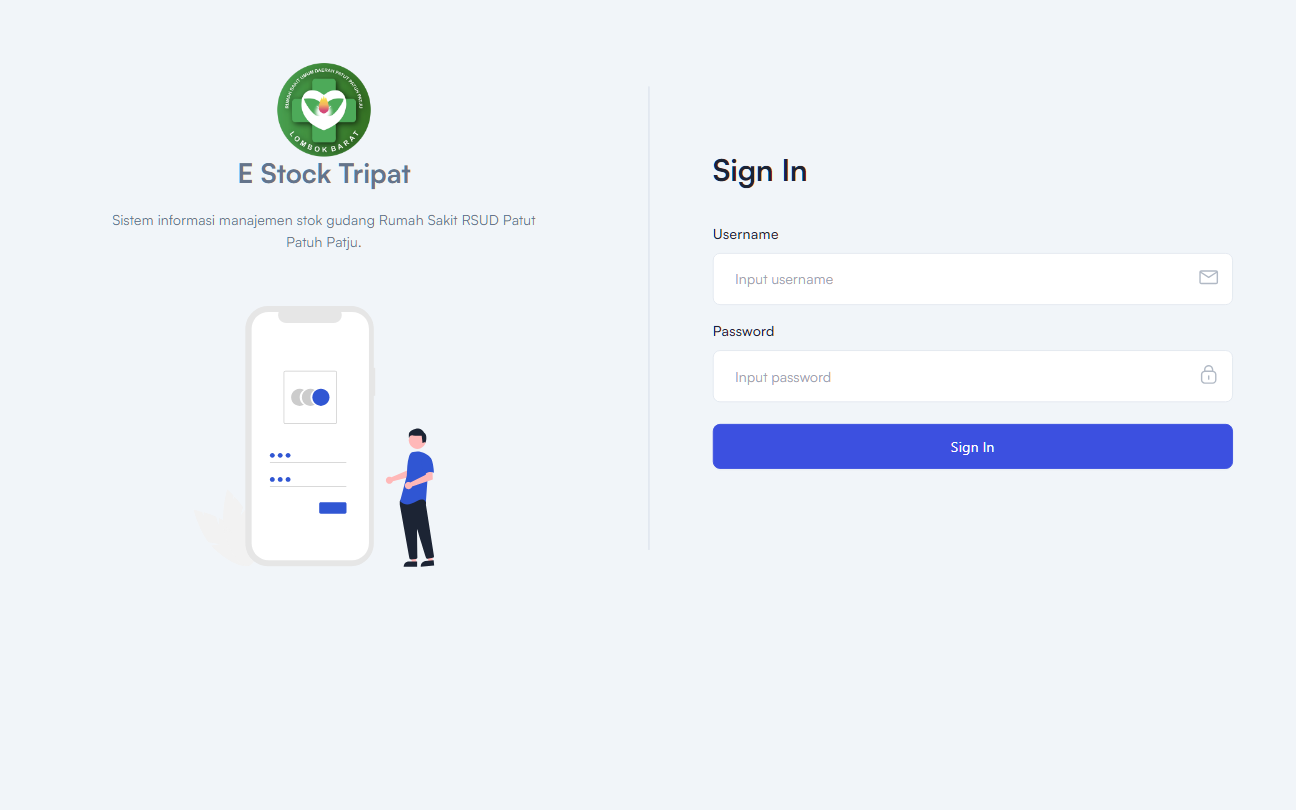 RUMAH SAKIT UMUM DAERAH PATUT PATUH PATJU
LOMBOK BARAT
E Stock Tripat
Sistem informasi manajemen stok gudang Rumah Sakit RSUD Patut
Patuh Patju.
Sign In
Username
Input username
Password
Input password
Sign In